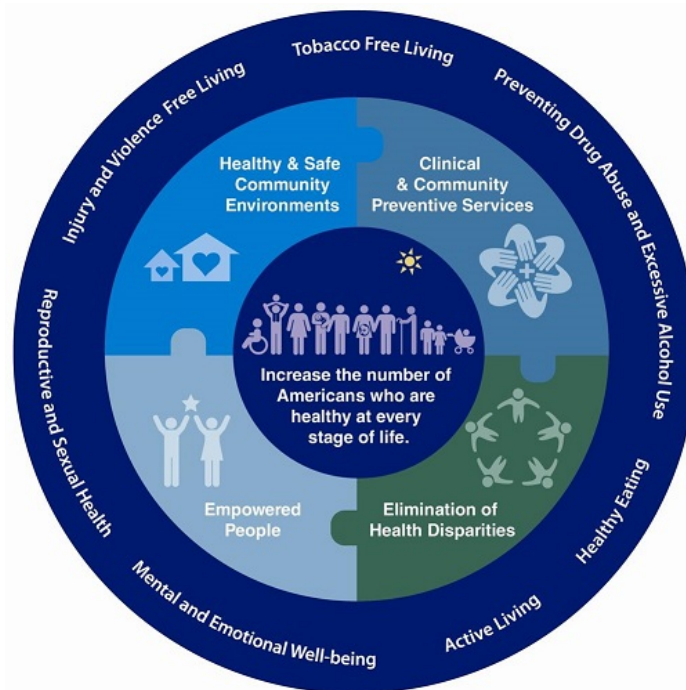 Tobacco Free Living
Preventing Drug Abuse and Excessive Alcohol Use
Healthy Eating
Active Living
Mental and Emotional Well-being
Reproductive and Sexual Health
Injury and Violence Free Living
Healthy & Safe
Community
Environments
Clinical
& Community
Preventive Services
Increase the number of
Americans who are
healthy at every
stage of life.
Empowered
People
Elimination of
Health Disparities